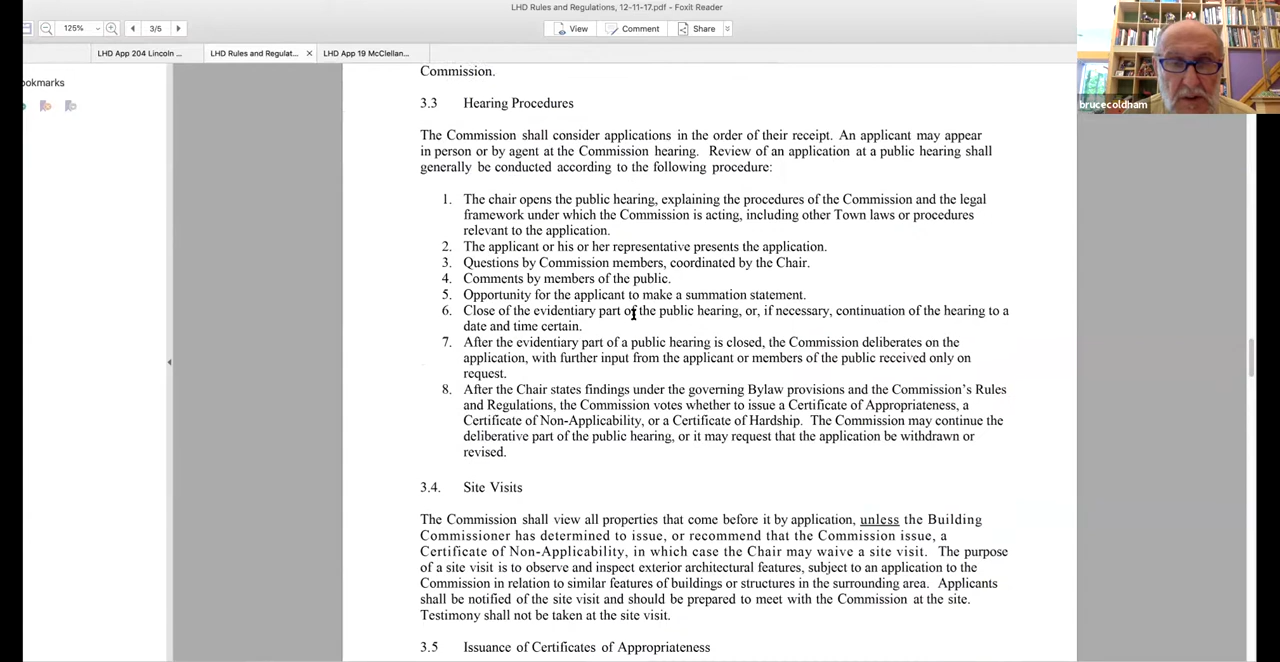 LHD Rules and Regulations, 12-11-17.pdf - Foxit Reader
125%
3/5
View
Comment
Share
LHD App 204 Lincoln ...
LHD Rules and Regulat...
LHD App 19 McClellan...
ookmarks
brucecoldham
Commission.
3.3 Hearing Procedures
The Commission shall consider applications in the order of their receipt. An applicant may appear
in person or by agent at the Commission hearing. Review of an application at a public hearing shall
generally be conducted according to the following procedure:
1. The chair opens the public hearing, explaining the procedures of the Commission and the legal
framework under which the Commission is acting, including other Town laws or procedures
relevant to the application.
2. The applicant or his or her representative presents the application.
3. Questions by Commission members, coordinated by the Chair.
4. Comments by members of the public.
5. Opportunity for the applicant to make a summation statement.
6. Close of the evidentiary part of the public hearing, or, if necessary, continuation of the hearing to a
date and time certain.
7. After the evidentiary part of a public hearing is closed, the Commission deliberates on the
application, with further input from the applicant or members of the public received only on
request.
8. After the Chair states findings under the governing Bylaw provisions and the Commission's Rules
and Regulations, the Commission votes whether to issue a Certificate of Appropriateness, a
Certificate of Non-Applicability, or a Certificate of Hardship. The Commission may continue the
deliberative part of the public hearing, or it may request that the application be withdrawn or
revised.
3.4. Site Visits
The Commission shall view all properties that come before it by application, unless the Building
Commissioner has determined to issue, or recommend that the Commission issue, a
Certificate of Non-Applicability, in which case the Chair may waive a site visit. The purpose
of a site visit is to observe and inspect exterior architectural features, subject to an application to the
Commission in relation to similar features of buildings or structures in the surrounding area. Applicants
shall be notified of the site visit and should be prepared to meet with the Commission at the site.
Testimony shall not be taken at the site visit.
3.5 Issuance of Certificates of Appropriateness